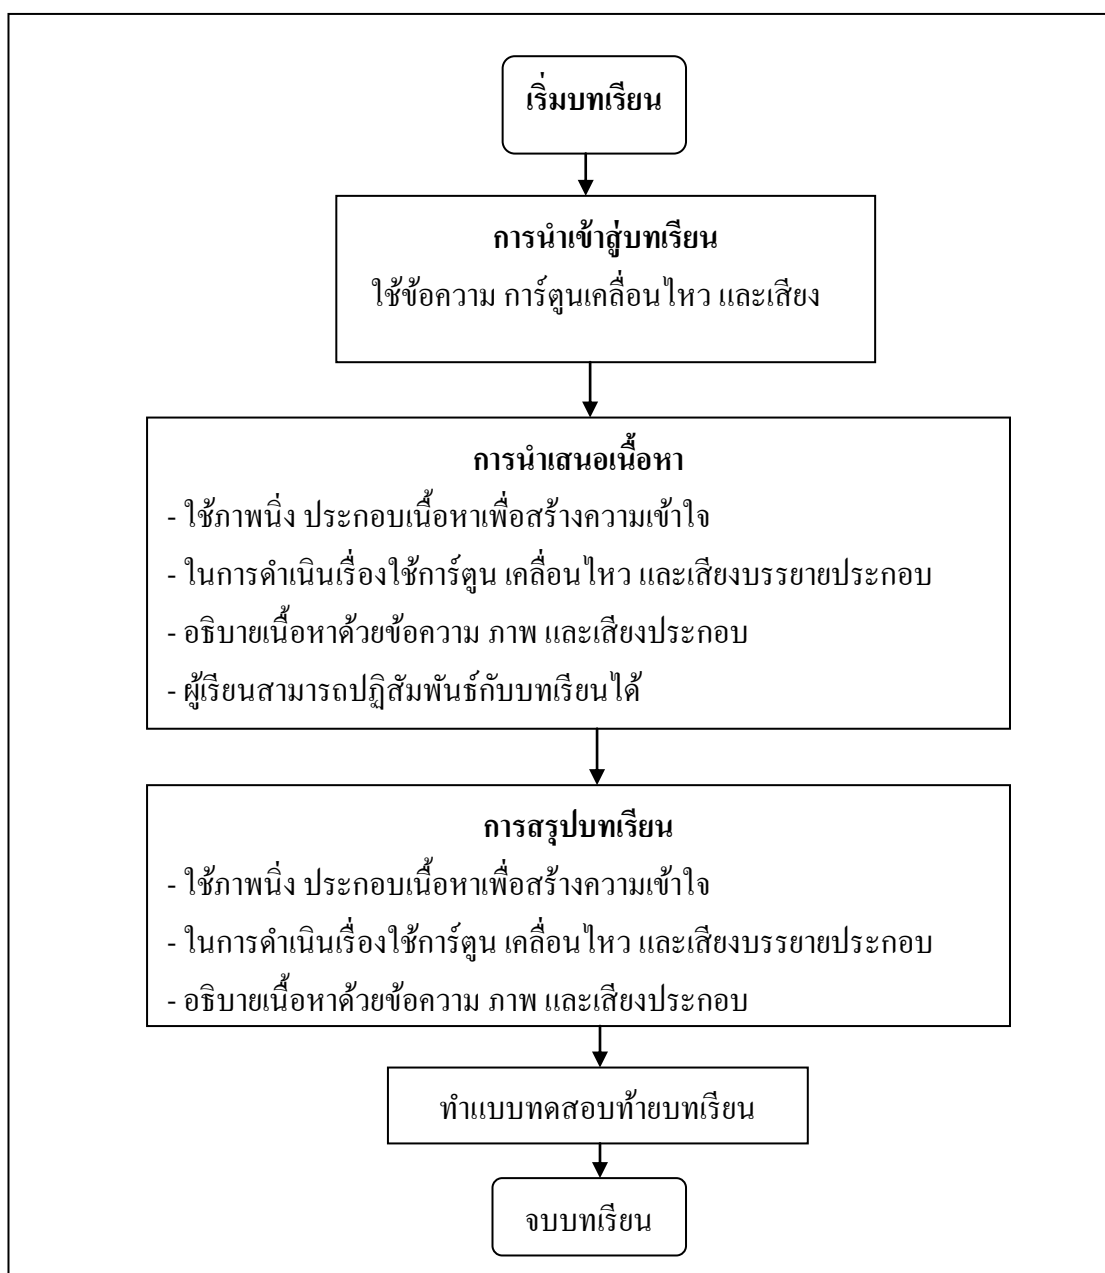 เริ่มบทเรียน
การนำเข้าสู่บทเรียน
ใช้ข้อความ การ์ตูนเคลื่อนไหว และเสียง
การนำเสนอเนื้อหา
- ใช้ภาพนิ่ง ประกอบเนื้อหาเพื่อสร้างความเข้าใจ
- ในการดำเนินเรื่องใช้การ์ตูน เคลื่อนไหว และเสียงบรรยายประกอบ
- อธิบายเนื้อหาด้วยข้อความ ภาพ และเสียงประกอบ
- ผู้เรียนสามารถปฏิสัมพันธ์กับบทเรียนได้
การสรุปบทเรียน
- ใช้ภาพนิ่ง ประกอบเนื้อหาเพื่อสร้างความเข้าใจ
- ในการดำเนินเรื่องใช้การ์ตูน เคลื่อนไหว และเสียงบรรยายประกอบ
- อธิบายเนื้อหาด้วยข้อความ ภาพ และเสียงประกอบ
ทำแบบทดสอบท้ายบทเรียน
จบบทเรียน